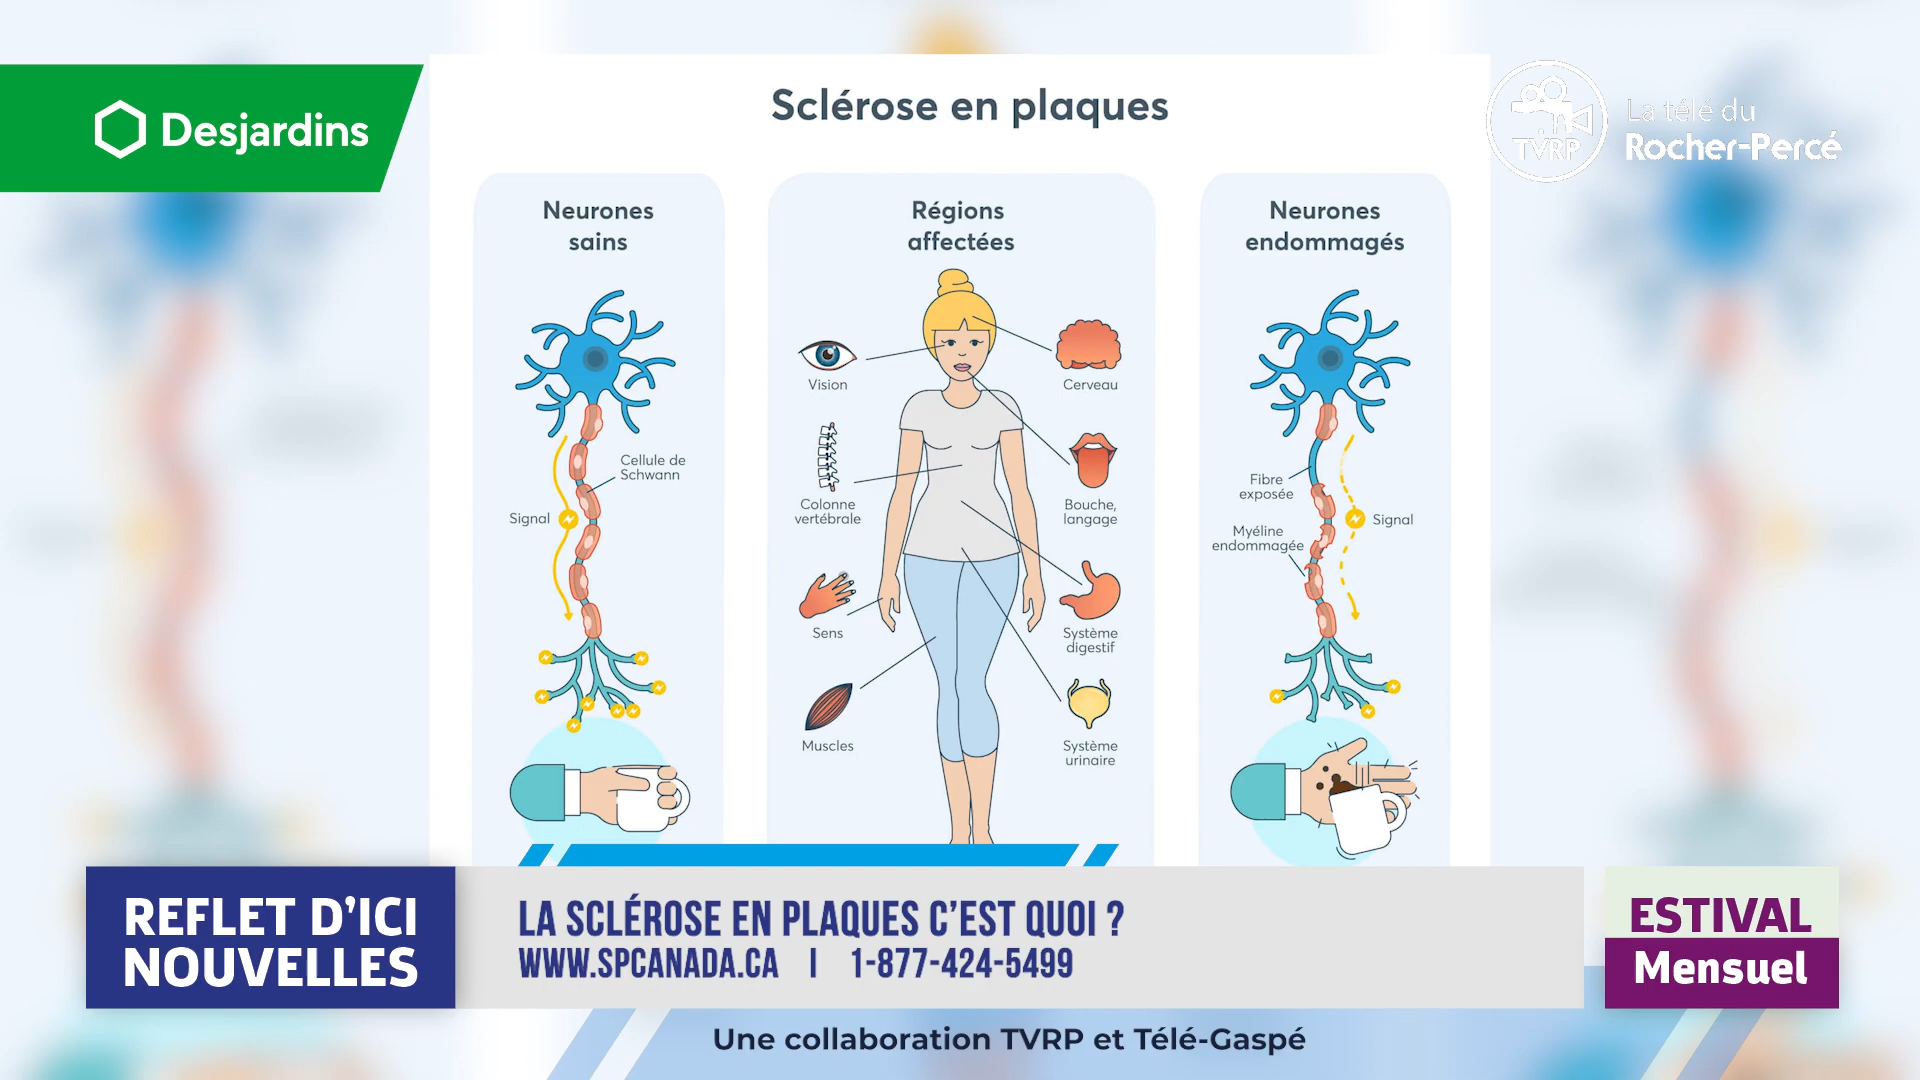 Desjardins
Sclérose en plaques
TVRP
La télé du
Rocher-Percé
Neurones
sains
Cellule de
Schwann
Signal
Régions
affectées
Vision
Cerveau
Colonne
vertébrale
Bouche,
langage
Sens
Système
digestif
Muscles
Système
urinaire
Neurones
endommagés
Fibre
exposée
Myéline
endommagée
Signal
REFLET D'ICI
NOUVELLES
LA SCLÉROSE EN PLAQUES C'EST QUOI ?
WWW.SPCANADA.CA I 1-877-424-5499
ESTIVAL
Mensuel
Une collaboration TVRP et Télé-Gaspé